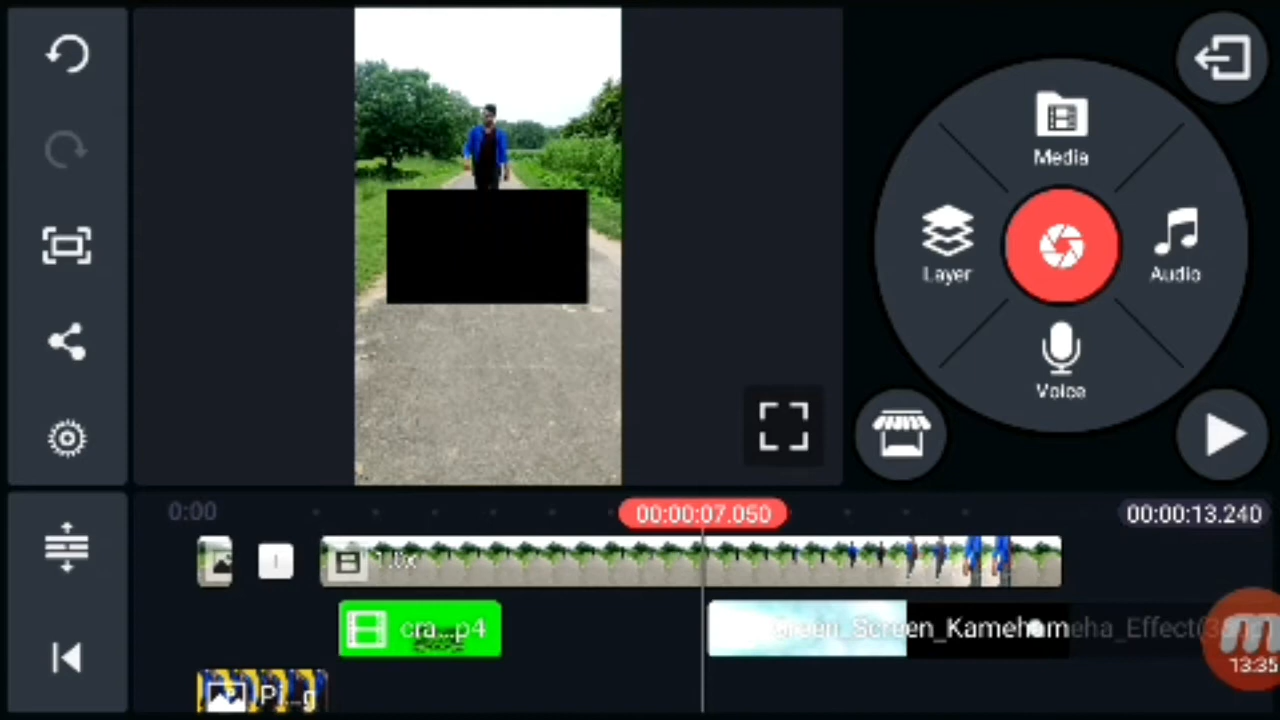 Media
Layer
Audio
Voice
0:00
00:00:07.050
00:00:13.240
1.0x
cra...p4
Green_Screen_Kamehameha_Effect(3
13:35
Pi...g